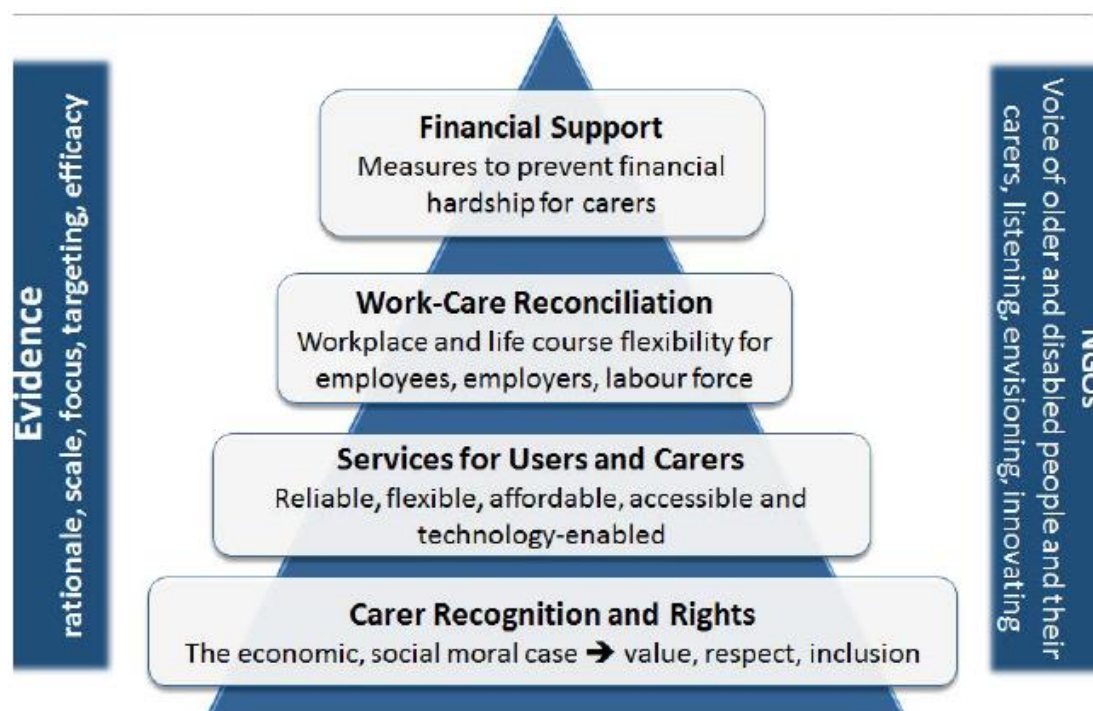 Evidence
rationale, scale, focus, targeting, efficacy
Financial Support
Measures to prevent financial
hardship for carers
Work-Care Reconciliation
Workplace and life course flexibility for
employees, employers, labour force
Services for Users and Carers
Reliable, flexible, affordable, accessible and
technology-enabled
Carer Recognition and Rights
The economic, social moral case ➔ value, respect, inclusion
NGOs
Voice of older and disabled people and their
carers, listening, envisioning, innovating